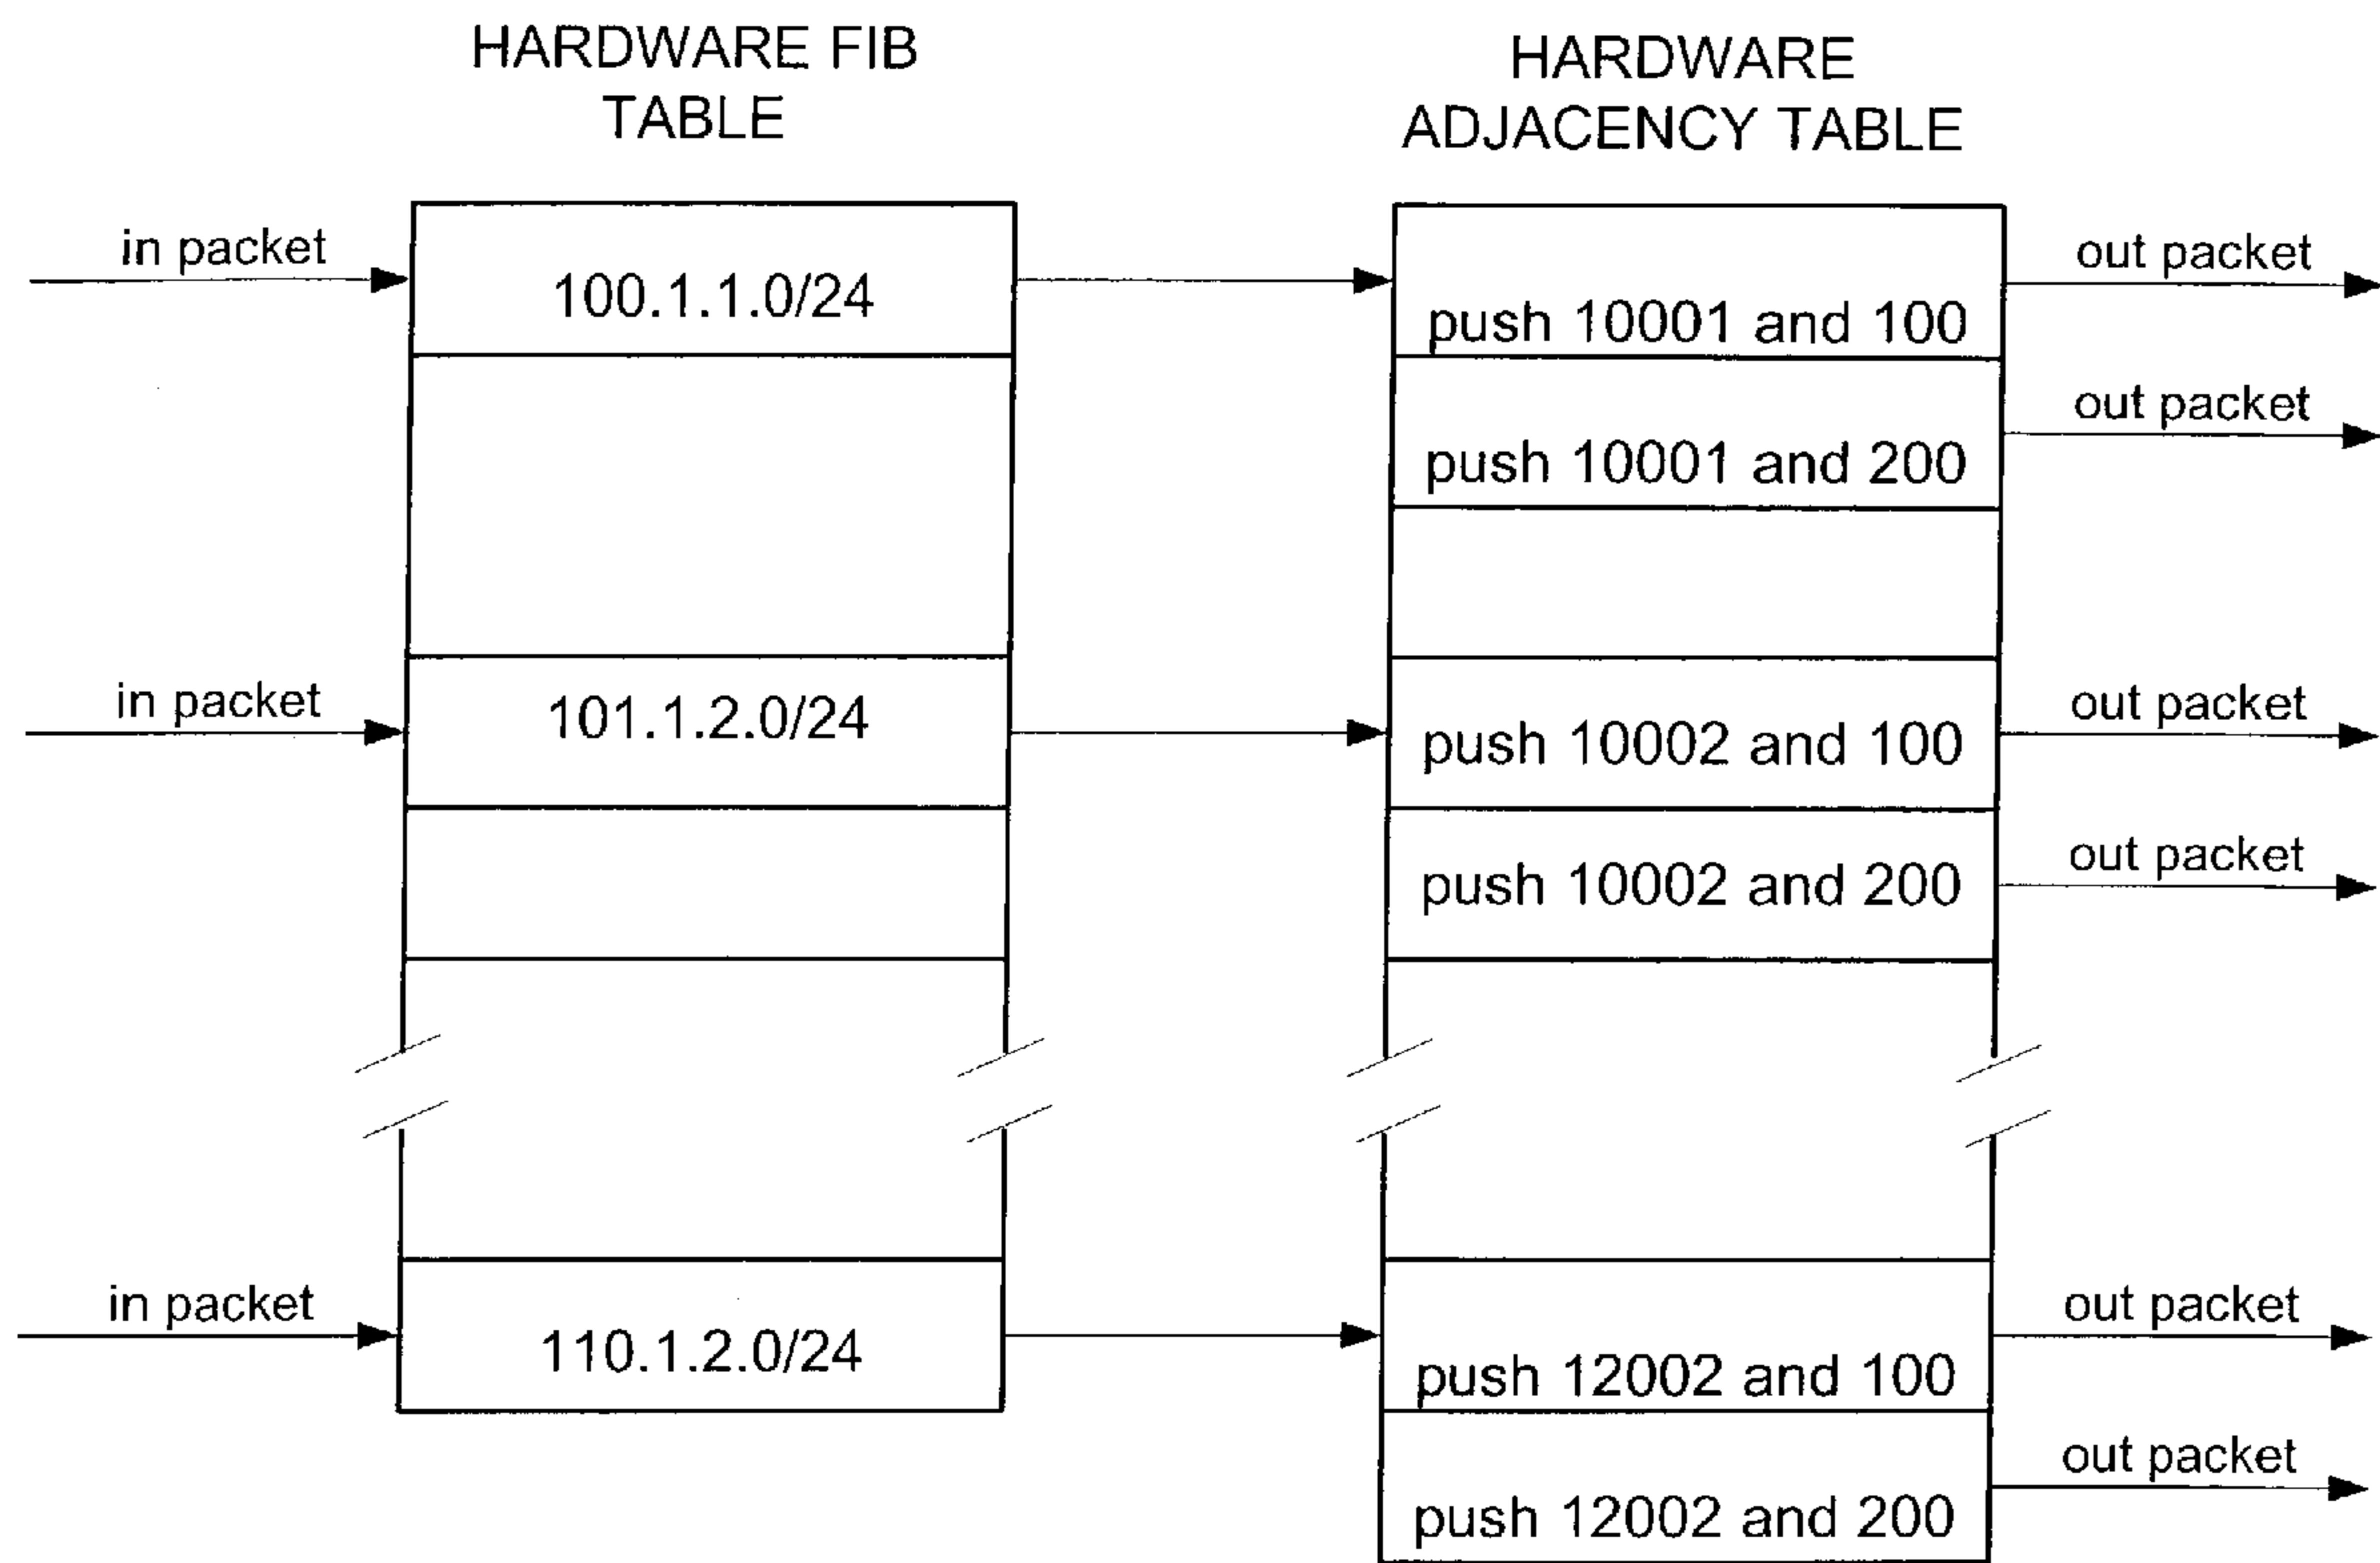 HARDWARE FIB
TABLE
HARDWARE
ADJACENCY TABLE
in packet
100.1.1.0/24
push 10001 and 100
out packet
push 10001 and 200
out packet
in packet
101.1.2.0/24
push 10002 and 100
out packet
push 10002 and 200
out packet
in packet
110.1.2.0/24
push 12002 and 100
out packet
push 12002 and 200
out packet